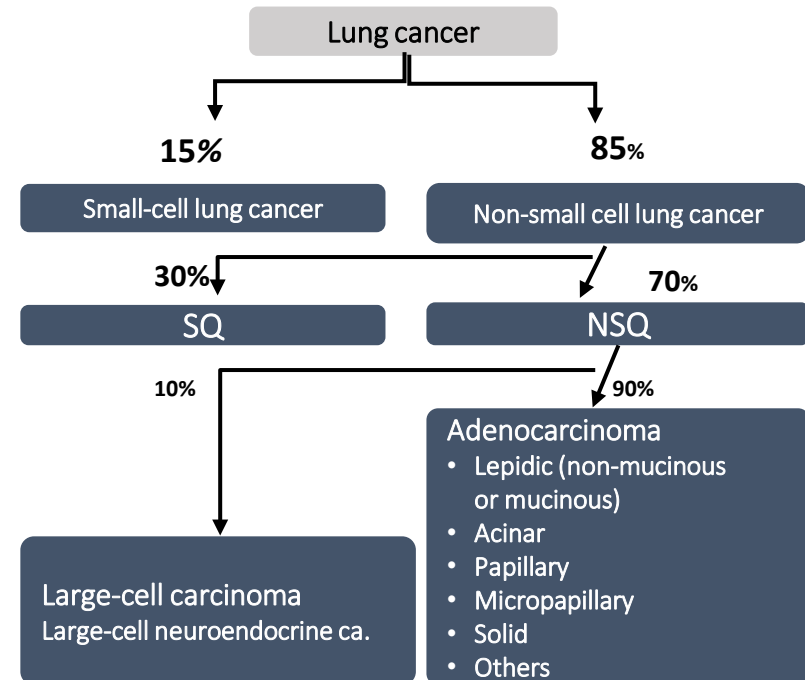 Lung cancer
15%
85%
Small-cell lung cancer
Non-small cell lung cancer
30%
70%
SQ
NSQ
10%
90%
Adenocarcinoma
• Lepidic (non-mucinous
or mucinous)
• Acinar
• Papillary
• Micropapillary
• Solid
• Others
Large-cell carcinoma
Large-cell neuroendocrine ca.